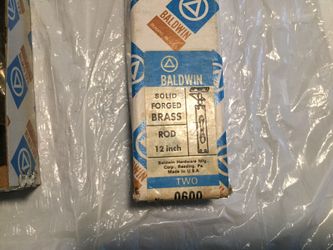 BALDWIN
BALDWIN
SOLID
FORGED
BRASS
ROD
12 inch
Baldwin Hardware Mfg.
Corp., Reading, Pa.
Made in U.S.A.
TWO
0600